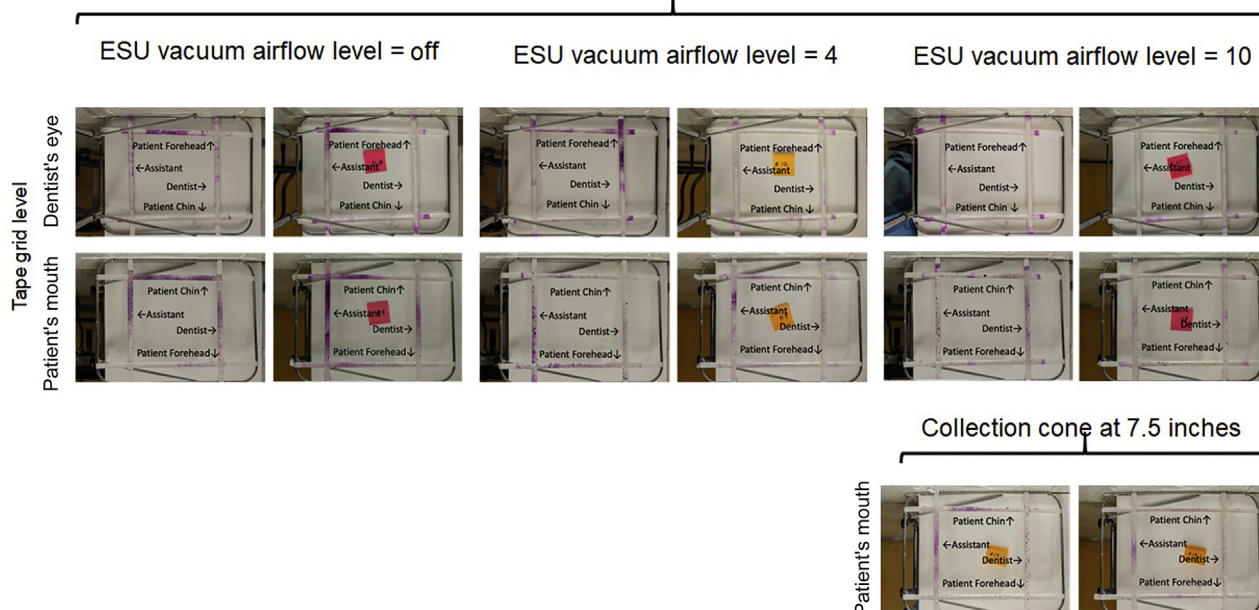 ESU vacuum airflow level = off
ESU vacuum airflow level = 4
ESU vacuum airflow level = 10
Tape grid level
Dentist's eye
Patient Forehead↑
←Assistant
Dentist→
Patient Chin ↓
Patient Forehead↑
←Assistant
Dentist→
Patient Chin ↓
Patient Forehead↑
←Assistant
Dentist→
Patient Chin ↓
Patient Forehead↑
←Assistant
Dentist→
Patient Chin ↓
Patient Forehead↑
←Assistant
Dentist→
Patient Chin ↓
Patient Forehead↑
←Assistant
Dentist→
Patient Chin ↓
Patient's mouth
Patient Chin↑
←Assistant
Dentist→
Patient Forehead↓
Patient Chin↑
←Assistant
Dentist→
Patient Forehead↓
Patient Chin↑
←Assistant
Dentist→
Patient Forehead↓
Patient Chin↑
←Assistant
Dentist→
Patient Forehead↓
Patient Chin↑
←Assistant
Dentist→
Patient Forehead↓
Patient Chin↑
←Assistant
Dentist→
Patient Forehead↓
Collection cone at 7.5 inches
Patient's mouth
Patient Chin↑
←Assistant
Dentist→
Patient Forehead↓
Patient Chin↑
←Assistant
Dentist→
Patient Forehead↓